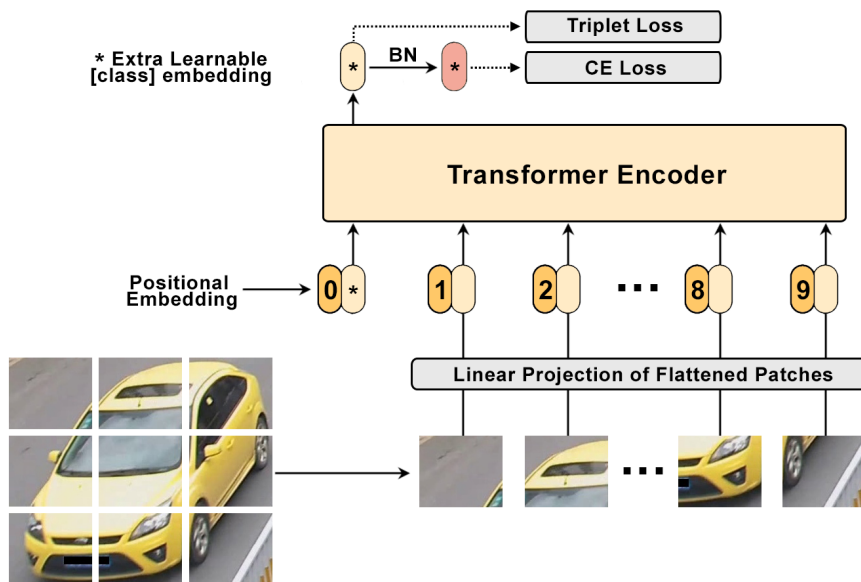 Triplet Loss
* Extra Learnable
[class] embedding
*
BN
*
CE Loss
Transformer Encoder
Positional
Embedding
0 *
1
2
...
8
9
Linear Projection of Flattened Patches
...